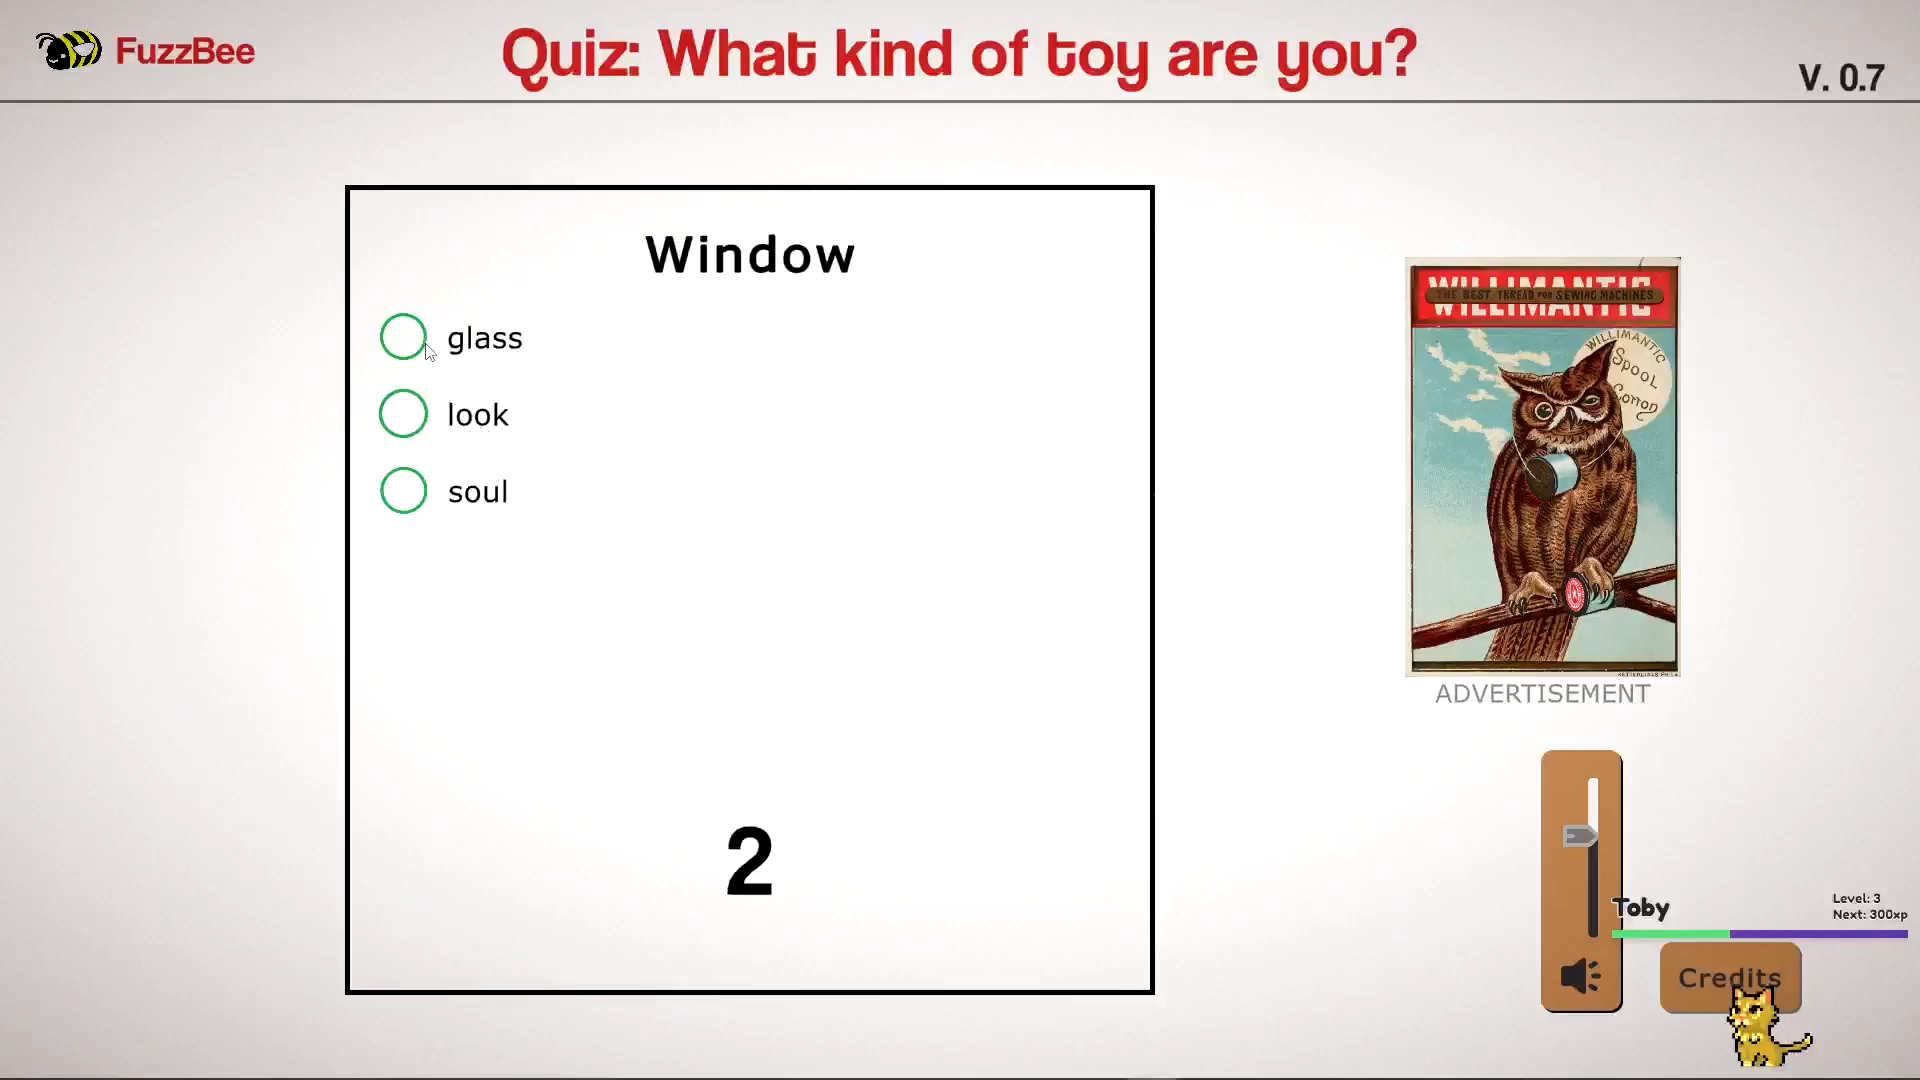 FuzzBee
Quiz: What kind of toy are you?
V. 0.7
Window
glass
look
soul
2
WILLIMANTIC
THE BEST THREAD FOR SEWING MACHINES
WILLIMANTIC
Spool
Cotton
ADVERTISEMENT
Toby
Level: 3
Next: 300xp
Credits